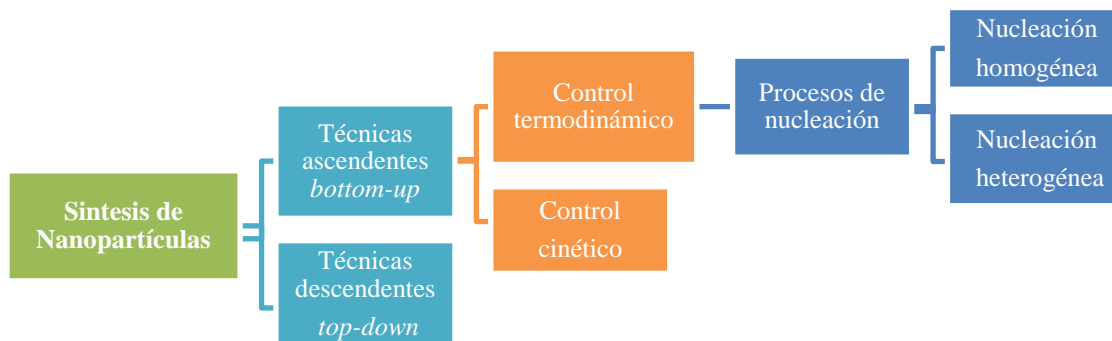 Sintesis de
Nanopartículas
Técnicas
ascendentes
bottom-up
Técnicas
descendentes
top-down
Control
termodinámico
Control
cinético
Procesos de
nucleación
Nucleación
homogénea
Nucleación
heterogénea